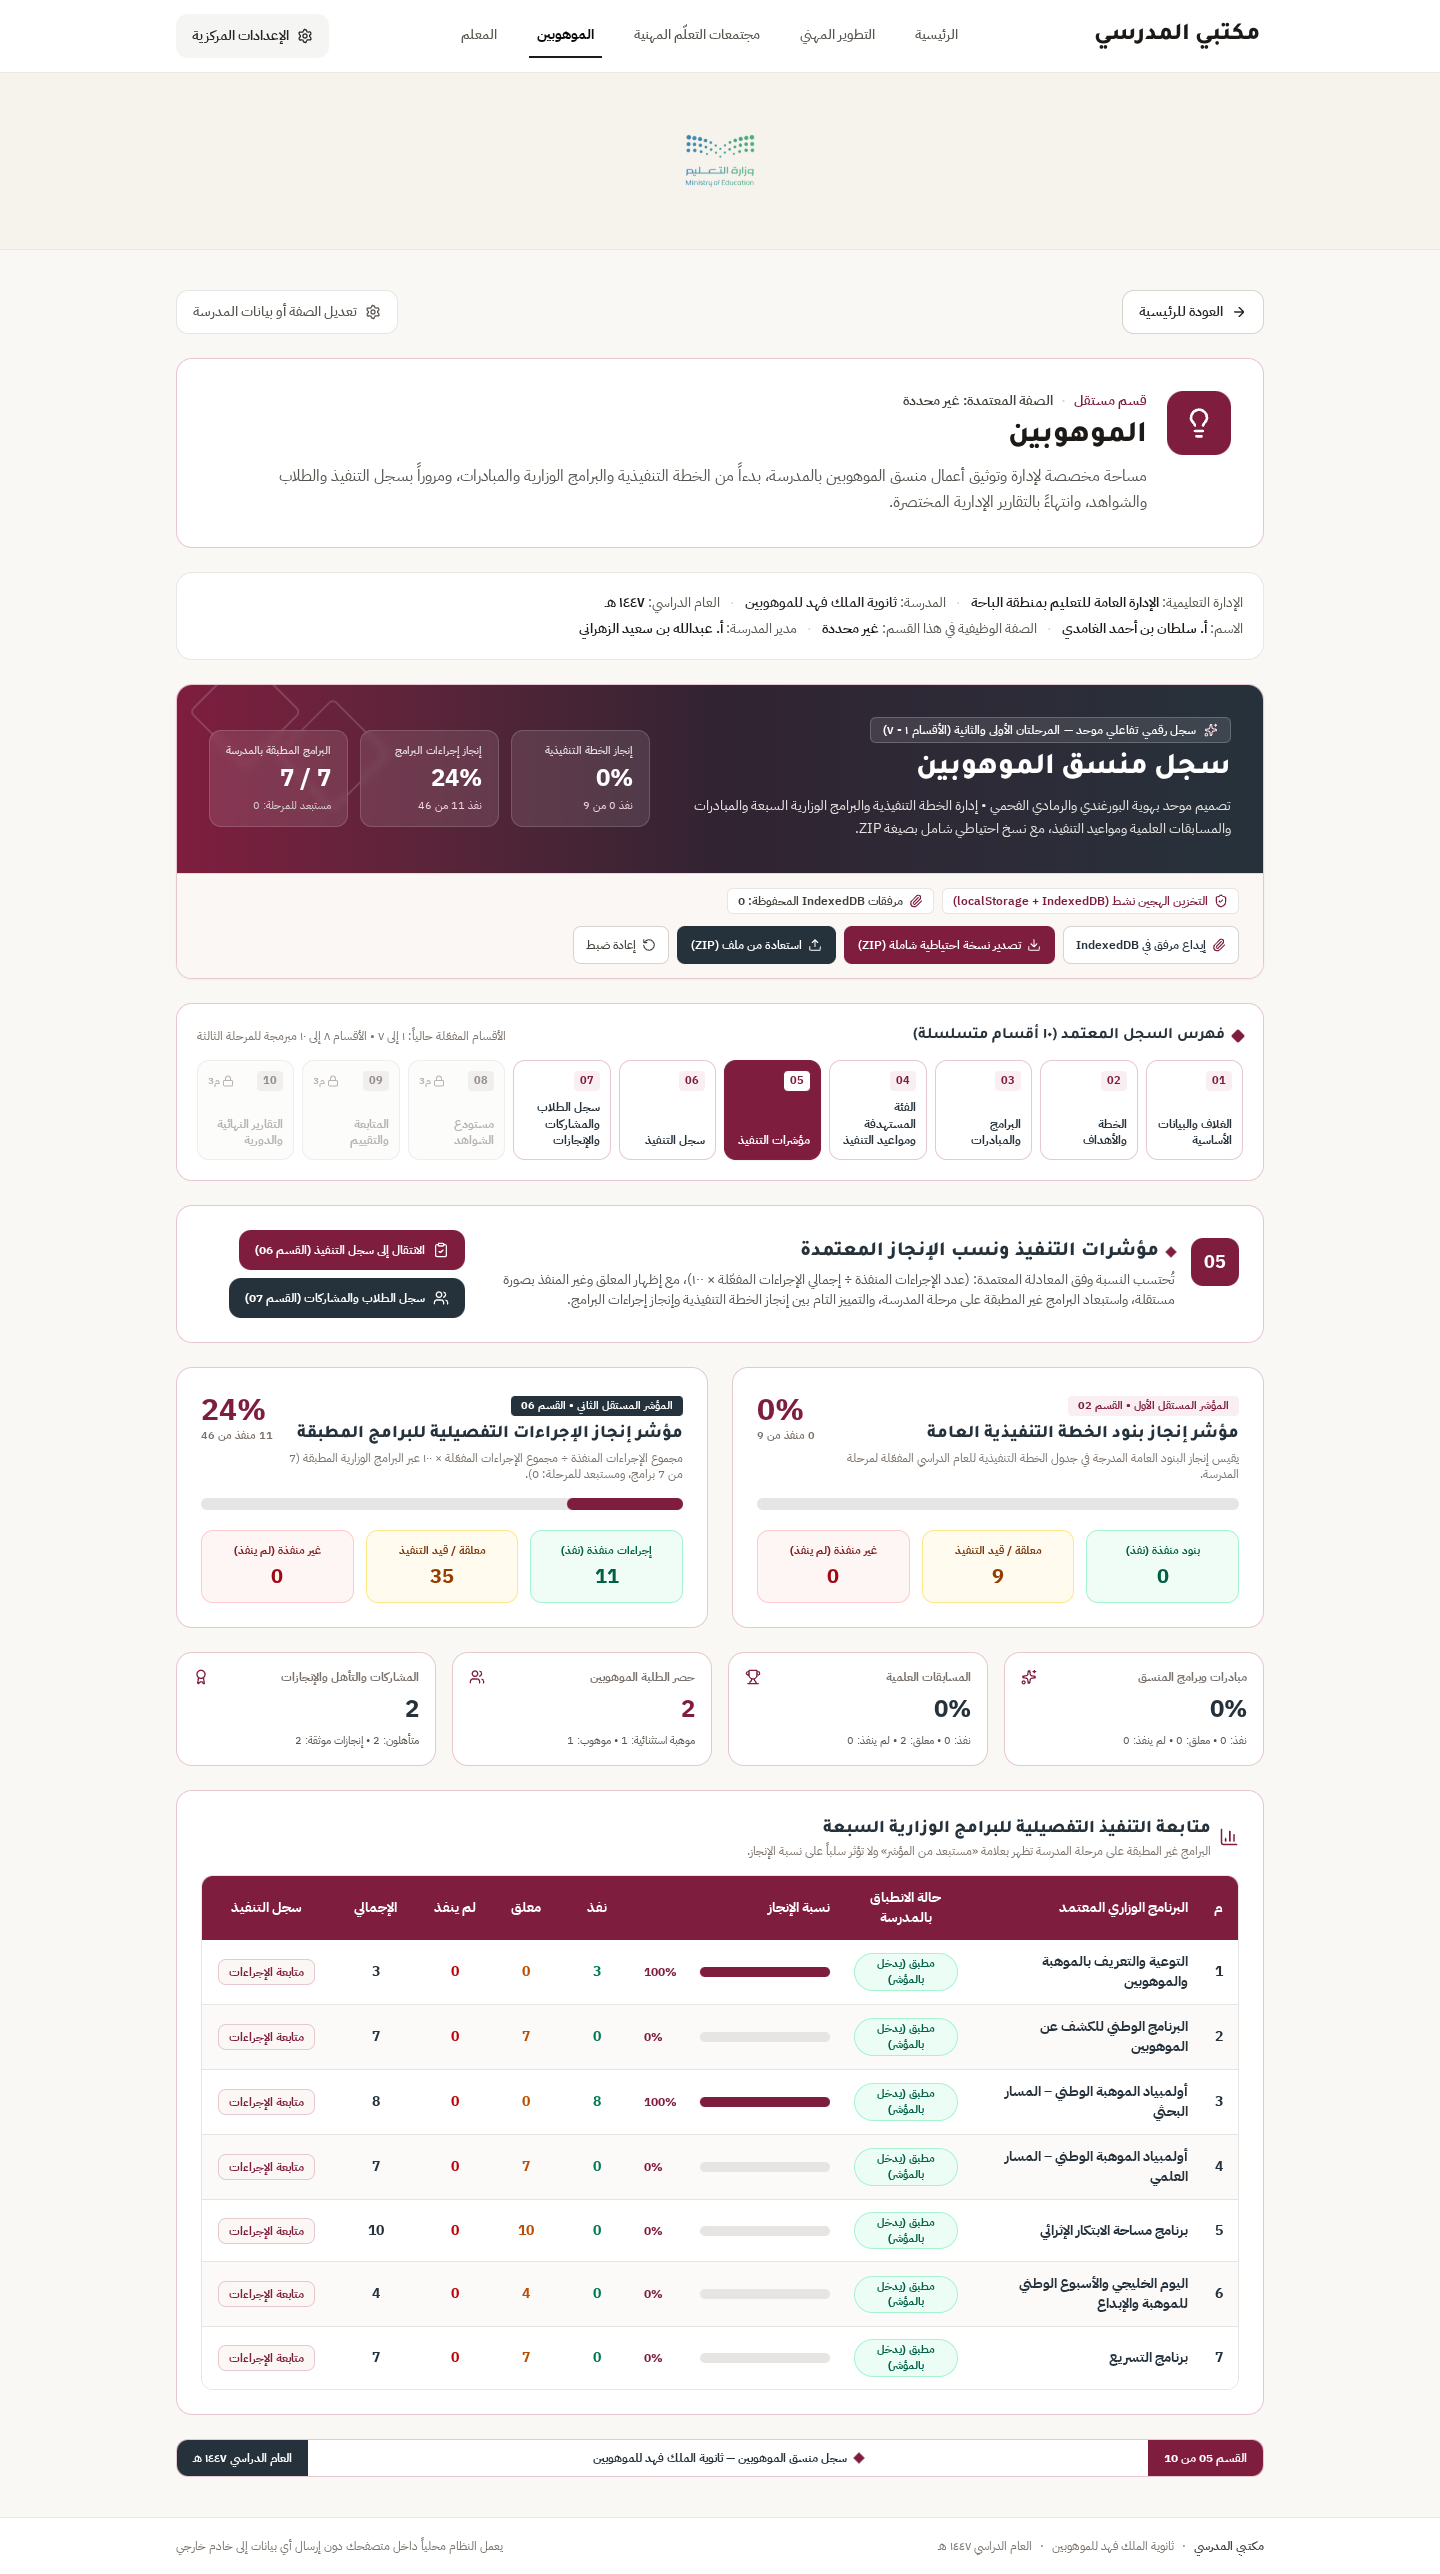 مكتبي المدرسي
الرئيسية
التطوير المهني
مجتمعات التعلّم المهنية
الموهوبين
المعلم
الإعدادات المركزية
وزارة التعـــليم
Ministry of Education
العودة للرئيسية
تعديل الصفة أو بيانات المدرسة
قسم مستقل · الصفة المعتمدة: غير محددة
الموهوبين
مساحة مخصصة لإدارة وتوثيق أعمال منسق الموهوبين بالمدرسة، بدءاً من الخطة التنفيذية والبرامج الوزارية والمبادرات، ومروراً بسجل التنفيذ والطلاب
والشواهد، وانتهاءً بالتقارير الإدارية المختصرة.
الإدارة التعليمية: الإدارة العامة للتعليم بمنطقة الباحة · المدرسة: ثانوية الملك فهد للموهوبين · العام الدراسي: ١٤٤٧ هـ
الاسم: أ. سلطان بن أحمد الغامدي · الصفة الوظيفية في هذا القسم: غير محددة · مدير المدرسة: أ. عبدالله بن سعيد الزهراني
سجل رقمي تفاعلي موحد — المرحلتان الأولى والثانية (الأقسام ١ - ٧)
سجل منسق الموهوبين
تصميم موحد بهوية البورغندي والرمادي الفحمي • إدارة الخطة التنفيذية والبرامج الوزارية السبعة والمبادرات
والمسابقات العلمية ومواعيد التنفيذ، مع نسخ احتياطي شامل بصيغة ZIP.
إنجاز الخطة التنفيذية
0%
نفذ 0 من 9
إنجاز إجراءات البرامج
24%
نفذ 11 من 46
البرامج المطبقة بالمدرسة
7 / 7
مستبعد للمرحلة: 0
التخزين الهجين نشط (localStorage + IndexedDB)
مرفقات IndexedDB المحفوظة: 0
إيداع مرفق في IndexedDB
تصدير نسخة احتياطية شاملة (ZIP)
استعادة من ملف (ZIP)
إعادة ضبط
فهرس السجل المعتمد (١٠ أقسام متسلسلة)
الأقسام المفعّلة حالياً: ١ إلى ٧ • الأقسام ٨ إلى ١٠ مبرمجة للمرحلة الثالثة
01
الغلاف والبيانات
الأساسية
02
الخطة
والأهداف
03
البرامج
والمبادرات
04
الفئة
المستهدفة
ومواعيد التنفيذ
05
مؤشرات التنفيذ
06
سجل التنفيذ
07
سجل الطلاب
والمشاركات
والإنجازات
08
م3
مستودع
الشواهد
09
م3
المتابعة
والتقييم
10
م3
التقارير النهائية
والدورية
05
مؤشرات التنفيذ ونسب الإنجاز المعتمدة
تُحتسب النسبة وفق المعادلة المعتمدة: (عدد الإجراءات المنفذة ÷ إجمالي الإجراءات المفعّلة × ١٠٠)، مع إظهار المعلق وغير المنفذ بصورة
مستقلة، واستبعاد البرامج غير المطبقة على مرحلة المدرسة، والتمييز التام بين إنجاز الخطة التنفيذية وإنجاز إجراءات البرامج.
الانتقال إلى سجل التنفيذ (القسم 06)
سجل الطلاب والمشاركات (القسم 07)
المؤشر المستقل الأول • القسم 02
مؤشر إنجاز بنود الخطة التنفيذية العامة
يقيس إنجاز البنود العامة المدرجة في جدول الخطة التنفيذية للعام الدراسي المفعّلة لمرحلة
المدرسة.
0%
0 منفذ من 9
بنود منفذة (نفذ)
0
معلقة / قيد التنفيذ
9
غير منفذة (لم ينفذ)
0
المؤشر المستقل الثاني • القسم 06
مؤشر إنجاز الإجراءات التفصيلية للبرامج المطبقة
مجموع الإجراءات المنفذة ÷ مجموع الإجراءات المفعّلة × ١٠٠ عبر البرامج الوزارية المطبقة (7
من 7 برامج، ومستبعد للمرحلة: 0).
24%
11 منفذ من 46
إجراءات منفذة (نفذ)
11
معلقة / قيد التنفيذ
35
غير منفذة (لم ينفذ)
0
مبادرات وبرامج المنسق
0%
نفذ: 0 • معلق: 0 • لم ينفذ: 0
المسابقات العلمية
0%
نفذ: 0 • معلق: 2 • لم ينفذ: 0
حصر الطلبة الموهوبين
2
موهبة استثنائية: 1 • موهوب: 1
المشاركات والتأهل والإنجازات
2
متأهلون: 2 • إنجازات موثقة: 2
متابعة التنفيذ التفصيلية للبرامج الوزارية السبعة
البرامج غير المطبقة على مرحلة المدرسة تظهر بعلامة «مستبعد من المؤشر» ولا تؤثر سلباً على نسبة الإنجاز.
م | البرنامج الوزاري المعتمد | حالة الانطباق بالمدرسة | نسبة الإنجاز | نفذ | معلق | لم ينفذ | الإجمالي | سجل التنفيذ
1 | التوعية والتعريف بالموهبة والموهوبين | مطبق (يدخل بالمؤشر) | 100% | 3 | 0 | 0 | 3 | متابعة الإجراءات
2 | البرنامج الوطني للكشف عن الموهوبين | مطبق (يدخل بالمؤشر) | 0% | 0 | 7 | 0 | 7 | متابعة الإجراءات
3 | أولمبياد الموهبة الوطني – المسار البحثي | مطبق (يدخل بالمؤشر) | 100% | 8 | 0 | 0 | 8 | متابعة الإجراءات
4 | أولمبياد الموهبة الوطني – المسار العلمي | مطبق (يدخل بالمؤشر) | 0% | 0 | 7 | 0 | 7 | متابعة الإجراءات
5 | برنامج مساحة الابتكار الإثرائي | مطبق (يدخل بالمؤشر) | 0% | 0 | 10 | 0 | 10 | متابعة الإجراءات
6 | اليوم الخليجي والأسبوع الوطني للموهبة والإبداع | مطبق (يدخل بالمؤشر) | 0% | 0 | 4 | 0 | 4 | متابعة الإجراءات
7 | برنامج التسريع | مطبق (يدخل بالمؤشر) | 0% | 0 | 7 | 0 | 7 | متابعة الإجراءات
القسم 05 من 10
سجل منسق الموهوبين — ثانوية الملك فهد للموهوبين
العام الدراسي ١٤٤٧ هـ
مكتبي المدرسي · ثانوية الملك فهد للموهوبين · العام الدراسي ١٤٤٧ هـ
يعمل النظام محلياً داخل متصفحك دون إرسال أي بيانات إلى خادم خارجي